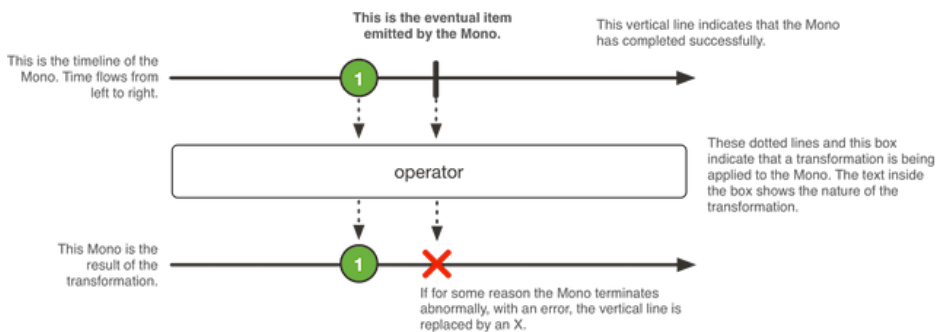 This is the eventual item
emitted by the Mono.
This vertical line indicates that the Mono
has completed successfully.
This is the timeline of the
Mono. Time flows from
left to right.
1
These dotted lines and this box
indicate that a transformation is being
applied to the Mono. The text inside
the box shows the nature of the
transformation.
operator
This Mono is the
result of the
transformation.
1
If for some reason the Mono terminates
abnormally, with an error, the vertical line is
replaced by an X.